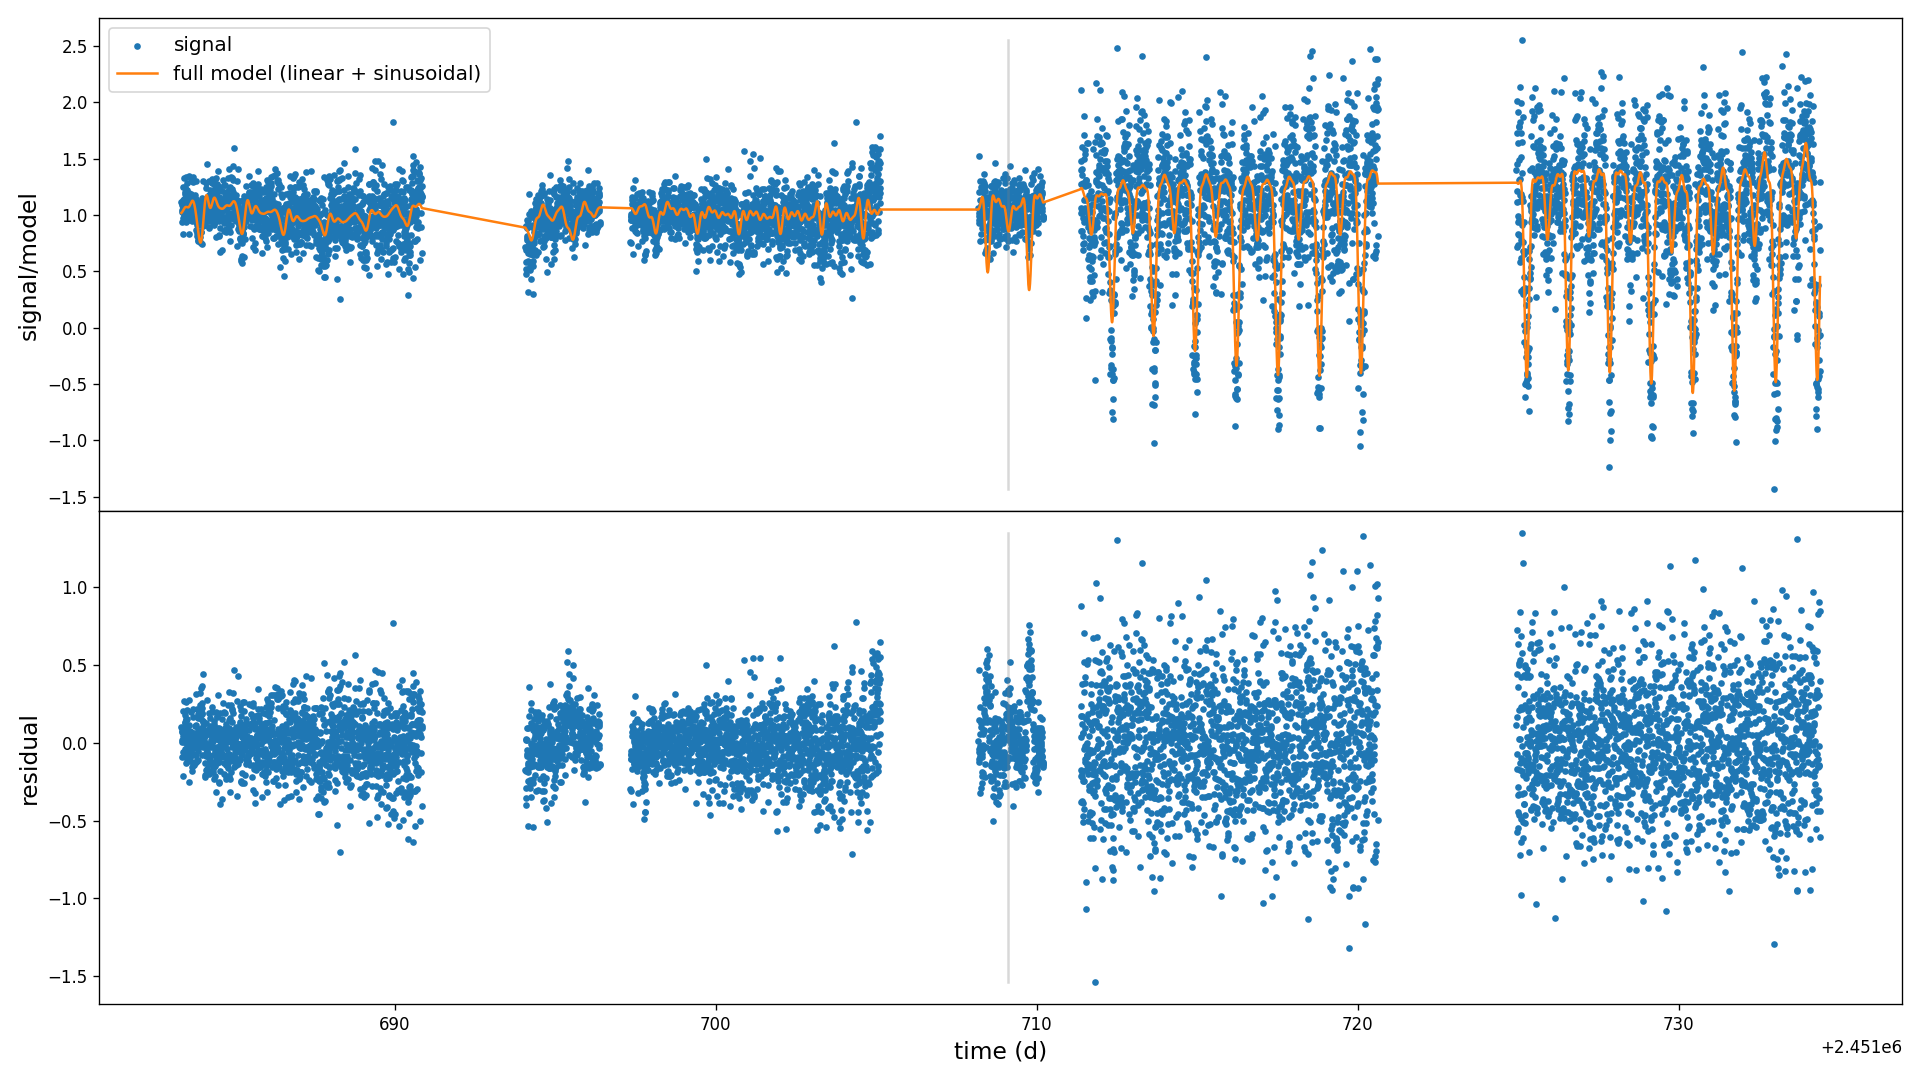 signal
full model (linear + sinusoidal)
signal/model
2.5
2.0
1.5
1.0
0.5
0.0
−0.5
−1.0
−1.5
residual
1.0
0.5
0.0
−0.5
−1.0
−1.5
690 700 710 720 730
time (d)
+2.451e6